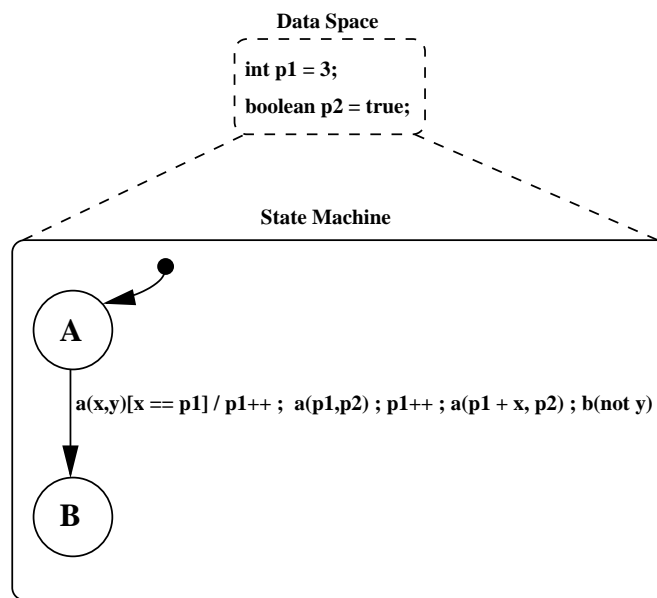 Data Space
int p1 = 3;
boolean p2 = true;
State Machine
A
a(x,y)[x == p1] / p1++ ; a(p1,p2) ; p1++ ; a(p1 + x, p2) ; b(not y)
B